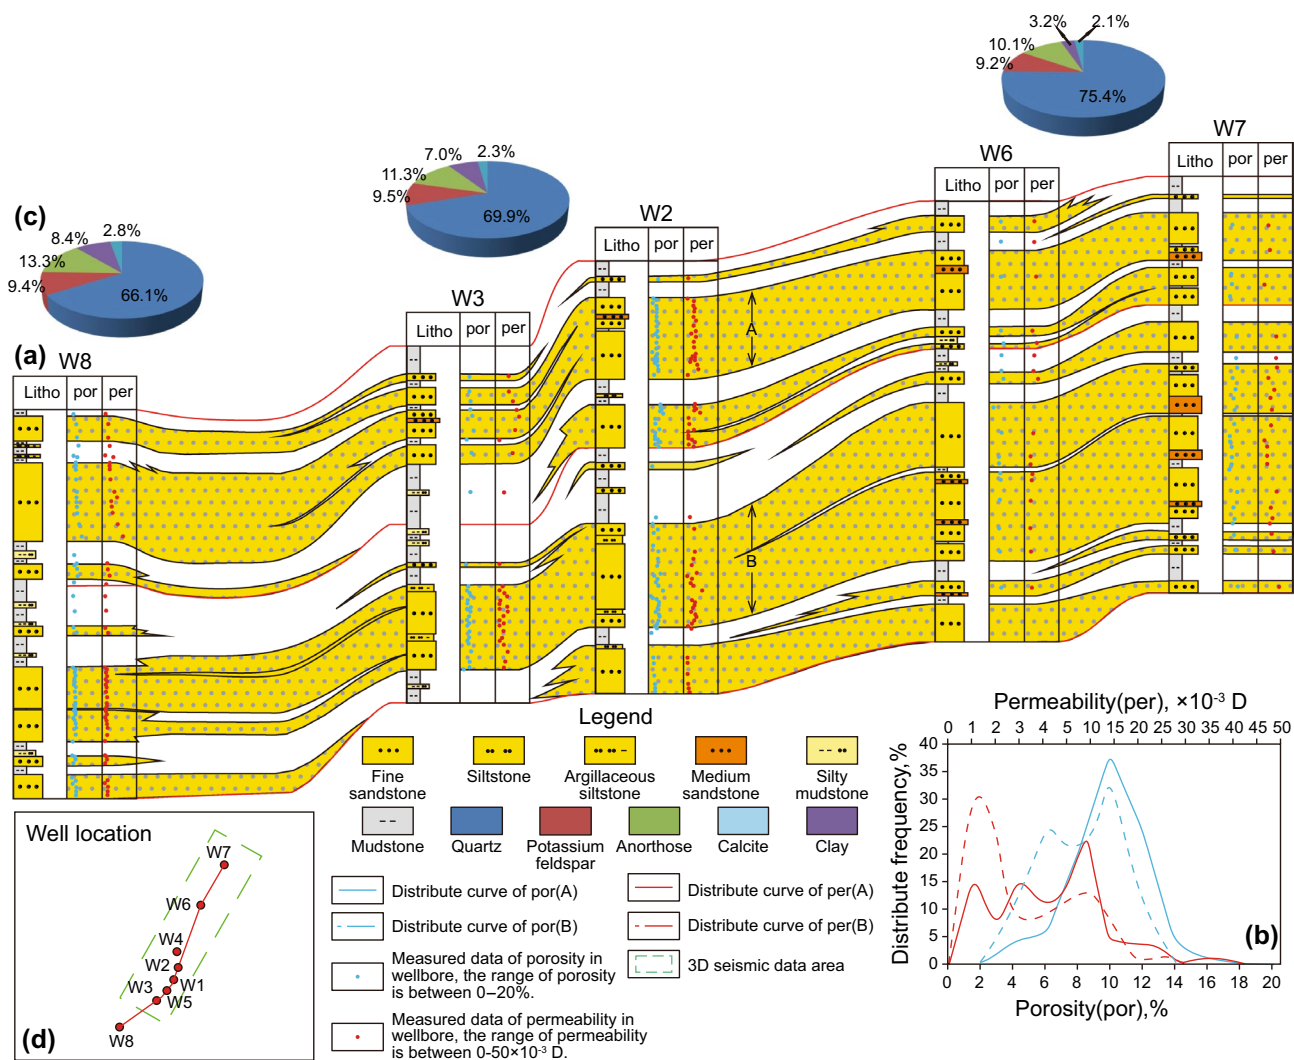 3.2%
2.1%
10.1%
9.2%
75.4%
W7
Litho
por
per
W6
Litho
por
per
7.0%
2.3%
11.3%
9.5%
69.9%
(c)
W2
Litho
por
per
8.4%
2.8%
13.3%
9.4%
66.1%
W3
Litho
por
per
(a)
W8
Litho
por
per
A
B
Legend
Fine
sandstone
Siltstone
Argillaceous
siltstone
Medium
sandstone
Silty
mudstone
Mudstone
Quartz
Potassium
feldspar
Anorthose
Calcite
Clay
Distribute curve of por(A)
Distribute curve of per(A)
Distribute curve of por(B)
Distribute curve of per(B)
Measured data of porosity in
wellbore, the range of porosity
is between 0–20%.
3D seismic data area
Measured data of permeability in
wellbore, the range of permeability
is between 0-50×10⁻³ D.
Well location
W7
W6
W4
W2
W1
W3
W5
W8
(d)
Permeability(per), ×10⁻³ D
0 1 2 3 4 5 10 15 20 25 50
40
35
30
25
20
15
10
5
0
Distribute frequency,%
(b)
0 2 4 6 8 10 12 14 16 18 20
Porosity(por),%